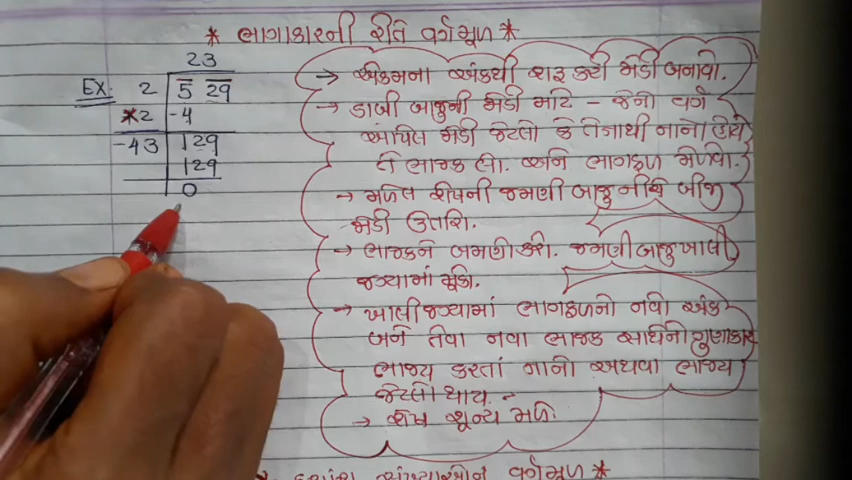 * ભાગાકારની રીતે વર્ગમૂળ *
23
EX: 2 5 29
*2 -4
-43 129
129
0
→ એકમના અંકથી શરૂ કરી જોડી બનાવો.
→ ડાબી બાજુની જોડી માટે - જેનો વર્ગ
આપેલ જોડી જેટલો કે તેનાથી નાનો હોય
તે ભાજક લો. અને ભાગફળ મેળવો.
→ મળેલ શેષની જમણી બાજુ નીચે બીજી
જોડી ઉતારો.
→ ભાજકને બમણો કરો. જમણી બાજુ ખાલી
જગ્યામાં મૂકો.
→ ખાલી જગ્યામાં ભાગફળનો નવો અંક
બને તેવા નવા ભાજક સાથેનો ગુણાકાર
ભાજ્ય કરતાં નાનો અથવા ભાજ્ય
જેટલો થાય.
→ શેષ શૂન્ય મળે.
વર્ગમૂળ *